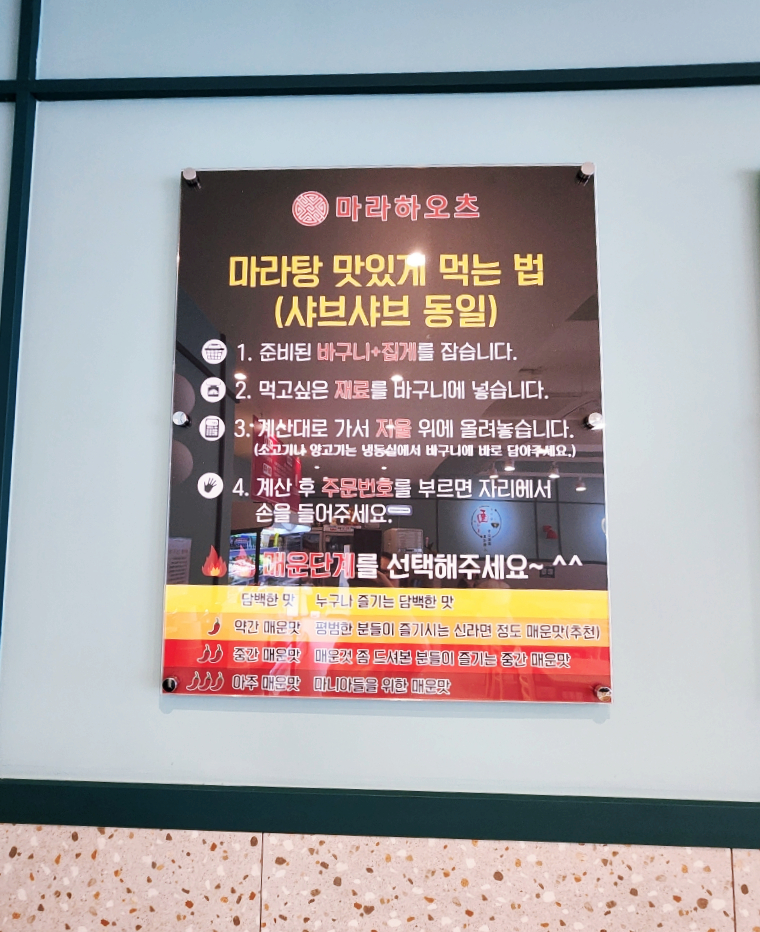 마라하오츠
마라탕 맛있게 먹는 법
(샤브샤브 동일)
1. 준비된 바구니+집게를 잡습니다.
2. 먹고싶은 재료를 바구니에 넣습니다.
3. 계산대로 가서 저울 위에 올려놓습니다.
(소고기나 양고기는 냉동실에서 바구니에 바로 담아주세요.)
4. 계산 후 주문번호를 부르면 자리에서
손을 들어주세요.
매운단계를 선택해주세요~ ^^
담백한 맛 누구나 즐기는 담백한 맛
약간 매운맛 평범한 분들이 즐기시는 신라면 정도 매운맛(추천)
중간 매운맛 매운것 좀 드셔본 분들이 즐기는 중간 매운맛
아주 매운맛 마니아들을 위한 매운맛